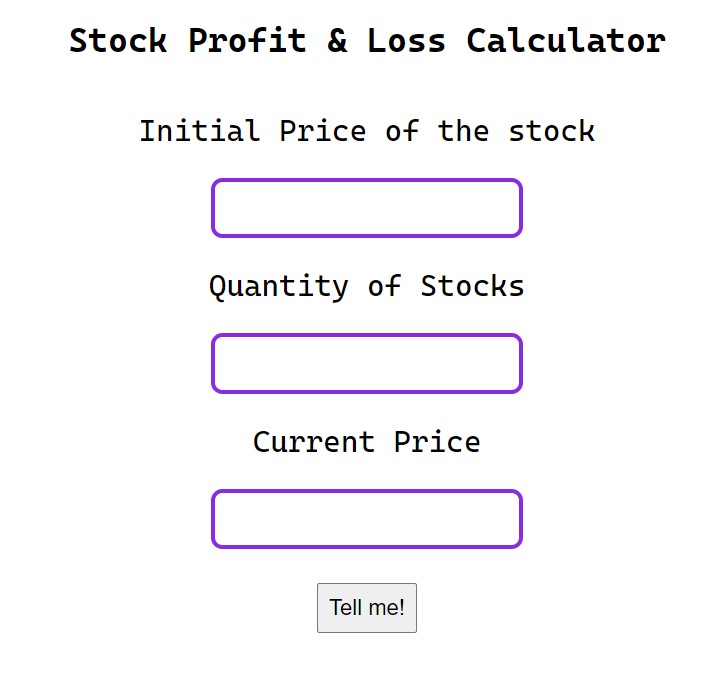 Stock Profit & Loss Calculator
Initial Price of the stock
Quantity of Stocks
Current Price
Tell me!